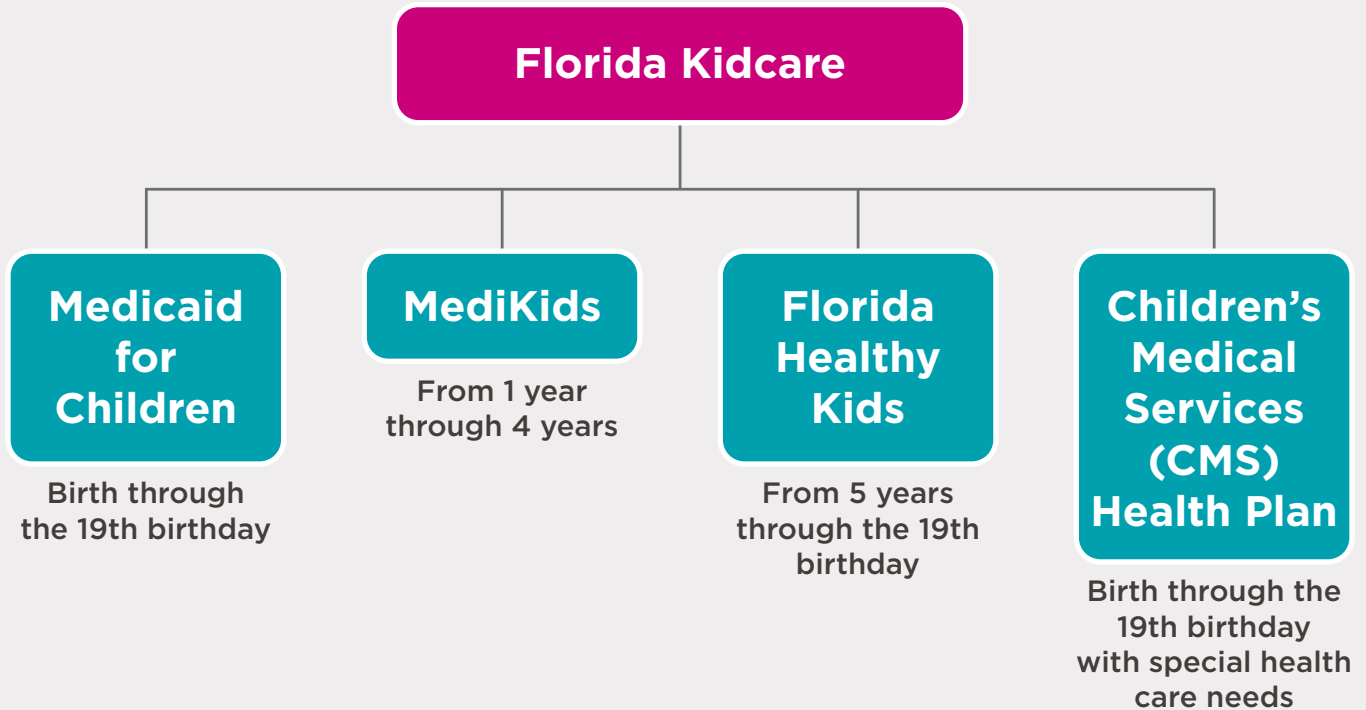 Florida Kidcare
Medicaid
for
Children
Birth through
the 19th birthday
MediKids
From 1 year
through 4 years
Florida
Healthy
Kids
From 5 years
through the 19th
birthday
Children’s
Medical
Services
(CMS)
Health Plan
Birth through the
19th birthday
with special health
care needs